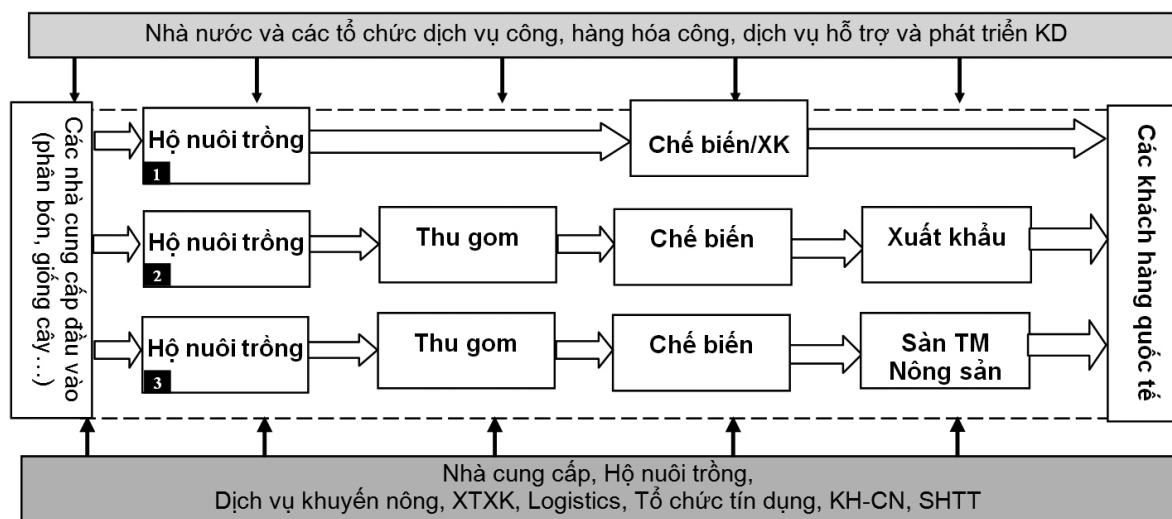 Nhà nước và các tổ chức dịch vụ công, hàng hóa công, dịch vụ hỗ trợ và phát triển KD
Các nhà cung cấp đầu vào
(phân bón, giống cây ...)
Hộ nuôi trồng
1
Chế biến/XK
Hộ nuôi trồng
2
Thu gom
Chế biến
Xuất khẩu
Hộ nuôi trồng
3
Thu gom
Chế biến
Sàn TM
Nông sản
Các khách hàng quốc tế
Nhà cung cấp, Hộ nuôi trồng,
Dịch vụ khuyến nông, XTXK, Logistics, Tổ chức tín dụng, KH-CN, SHTT